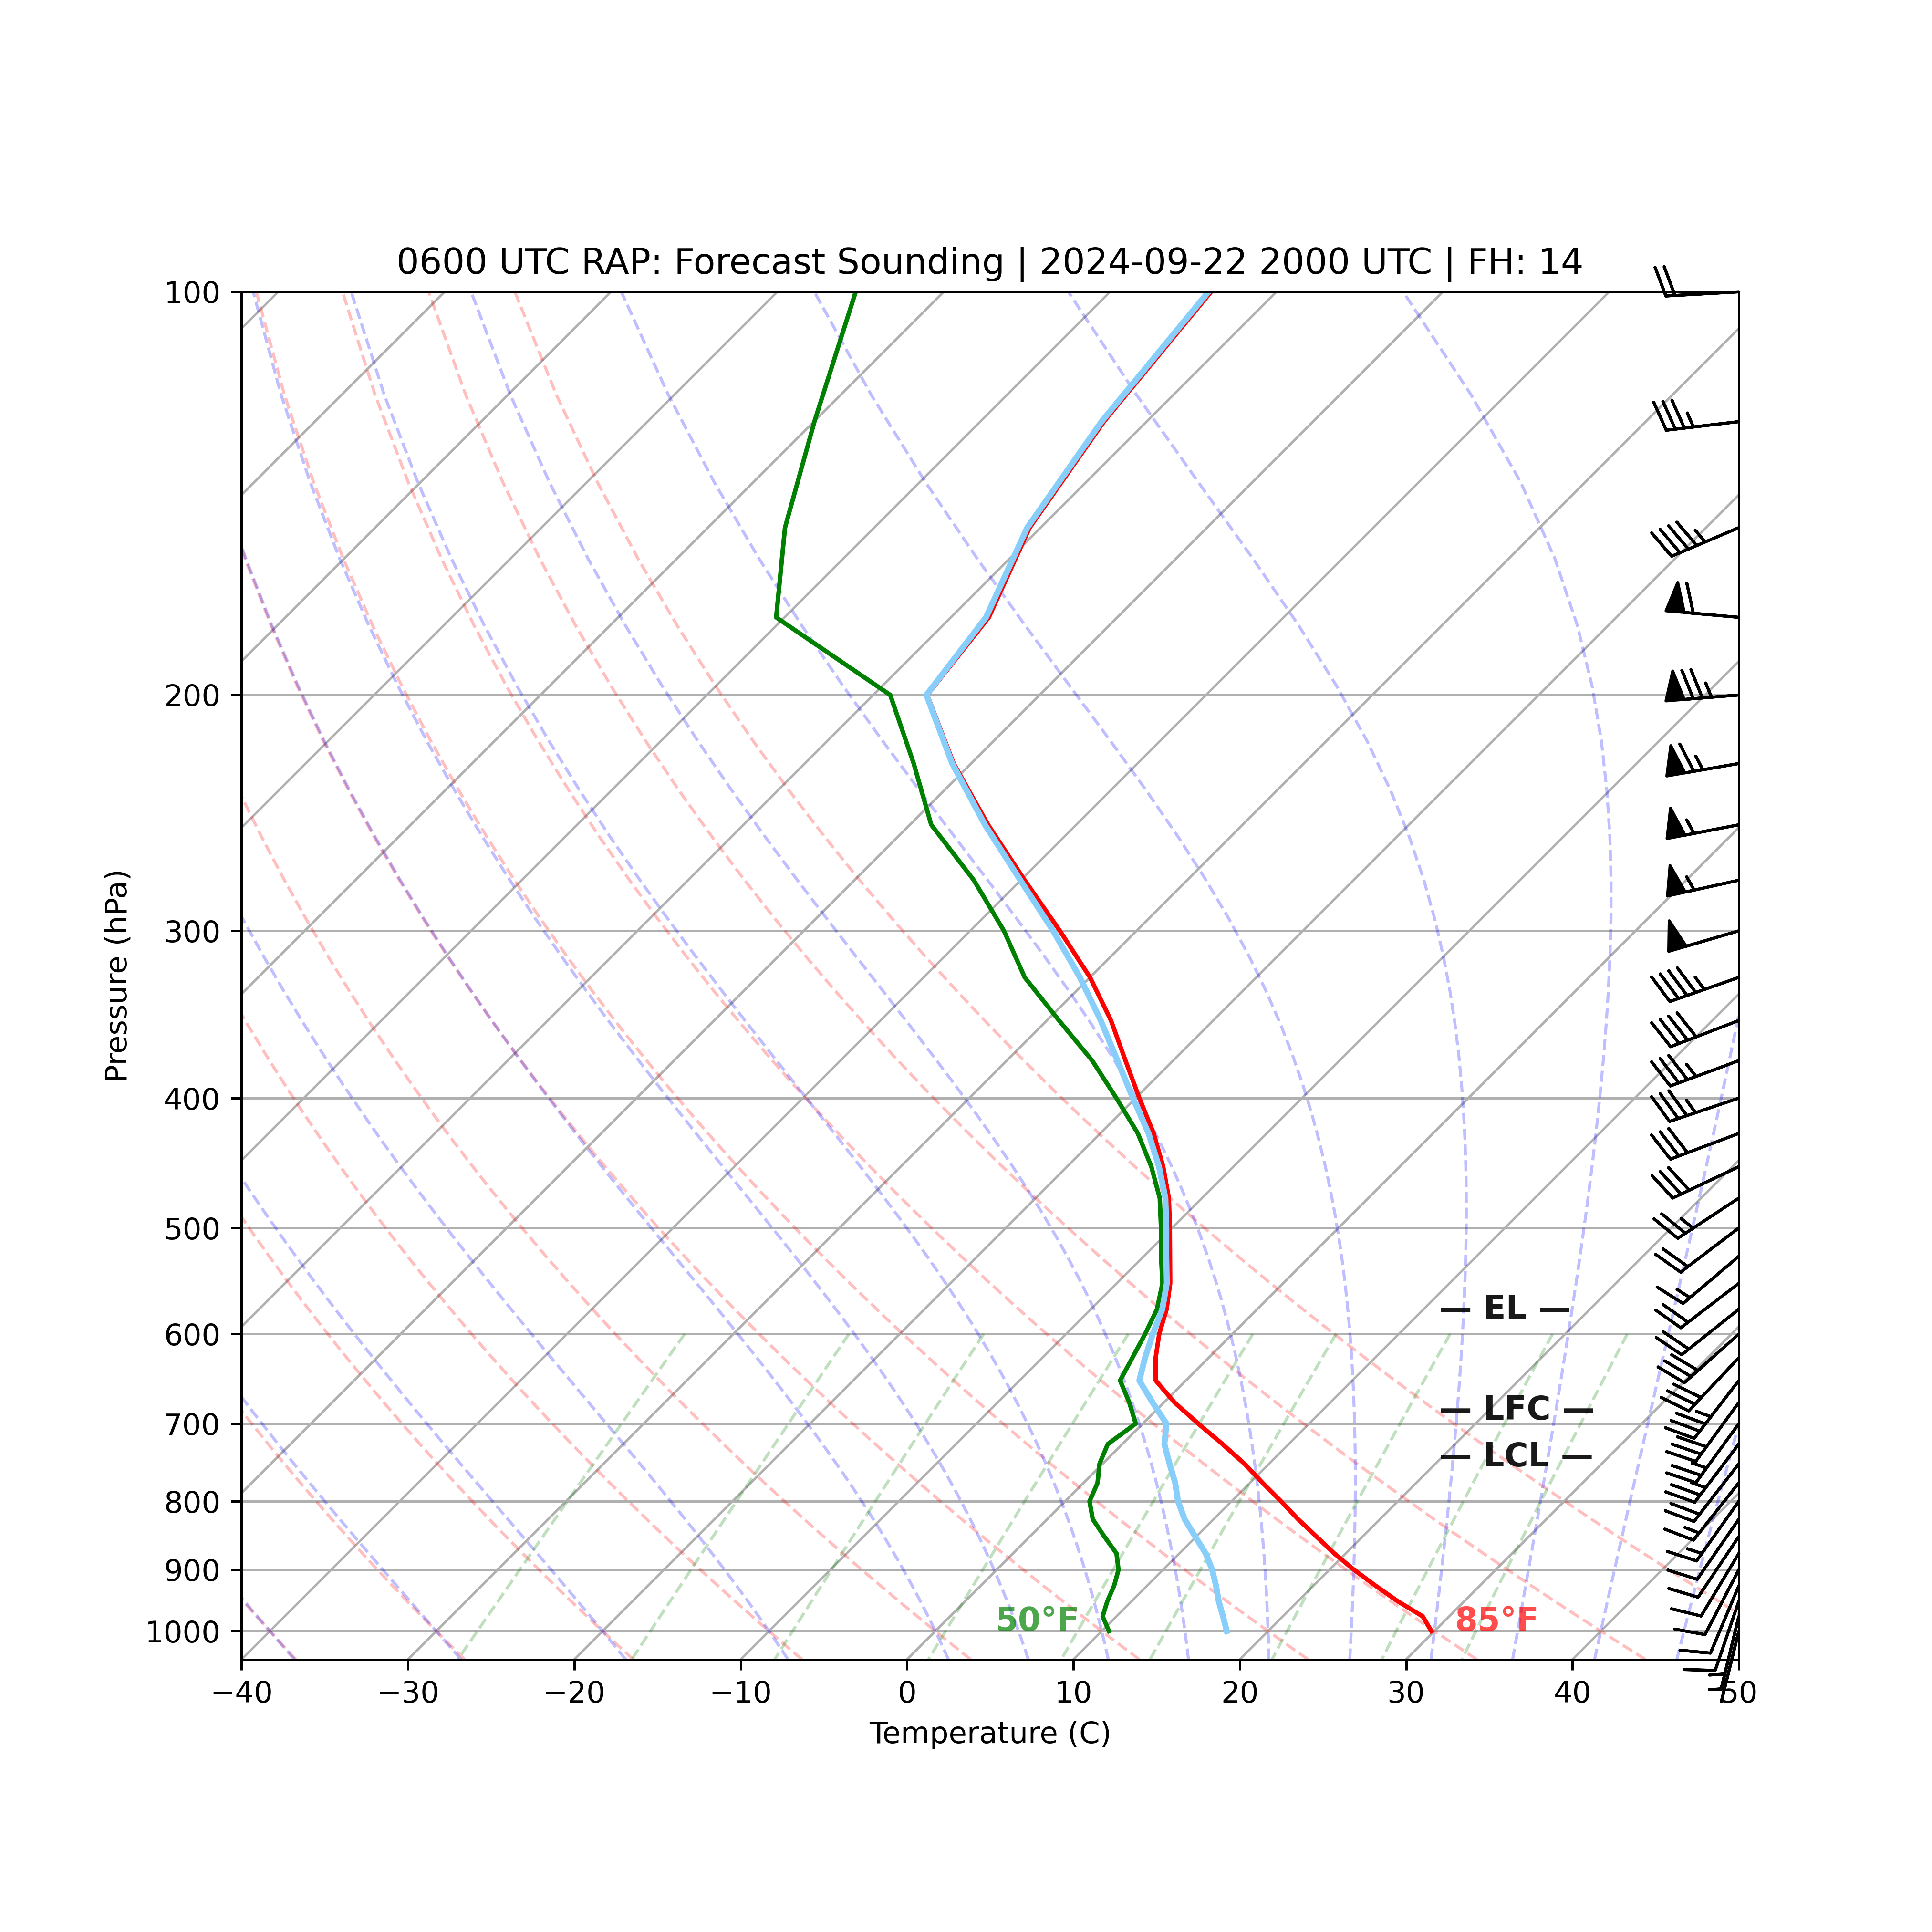 0600 UTC RAP: Forecast Sounding | 2024-09-22 2000 UTC | FH: 14
100
200
300
400
500
600
700
800
900
1000
Pressure (hPa)
— EL —
— LFC —
— LCL —
50°F
85°F
−40
−30
−20
−10
0
10
20
30
40
50
Temperature (C)